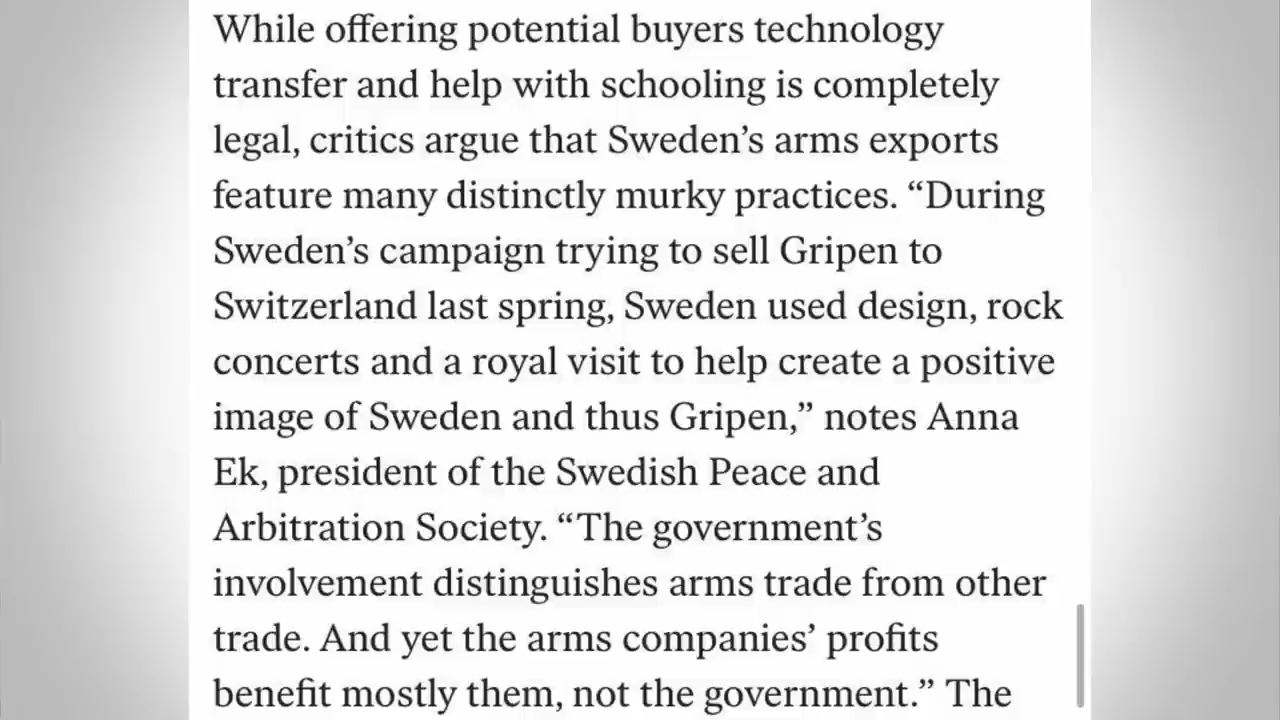 While offering potential buyers technology
transfer and help with schooling is completely
legal, critics argue that Sweden’s arms exports
feature many distinctly murky practices. “During
Sweden’s campaign trying to sell Gripen to
Switzerland last spring, Sweden used design, rock
concerts and a royal visit to help create a positive
image of Sweden and thus Gripen,” notes Anna
Ek, president of the Swedish Peace and
Arbitration Society. “The government’s
involvement distinguishes arms trade from other
trade. And yet the arms companies’ profits
benefit mostly them, not the government.” The